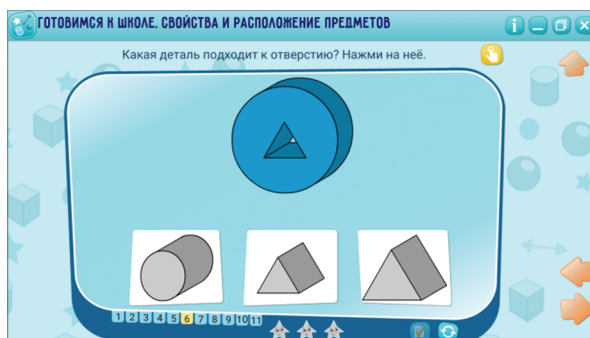 ГОТОВИМСЯ К ШКОЛЕ. СВОЙСТВА И РАСПОЛОЖЕНИЕ ПРЕДМЕТОВ
Какая деталь подходит к отверстию? Нажми на неё.
1 2 3 4 5 6 7 8 9 10 11